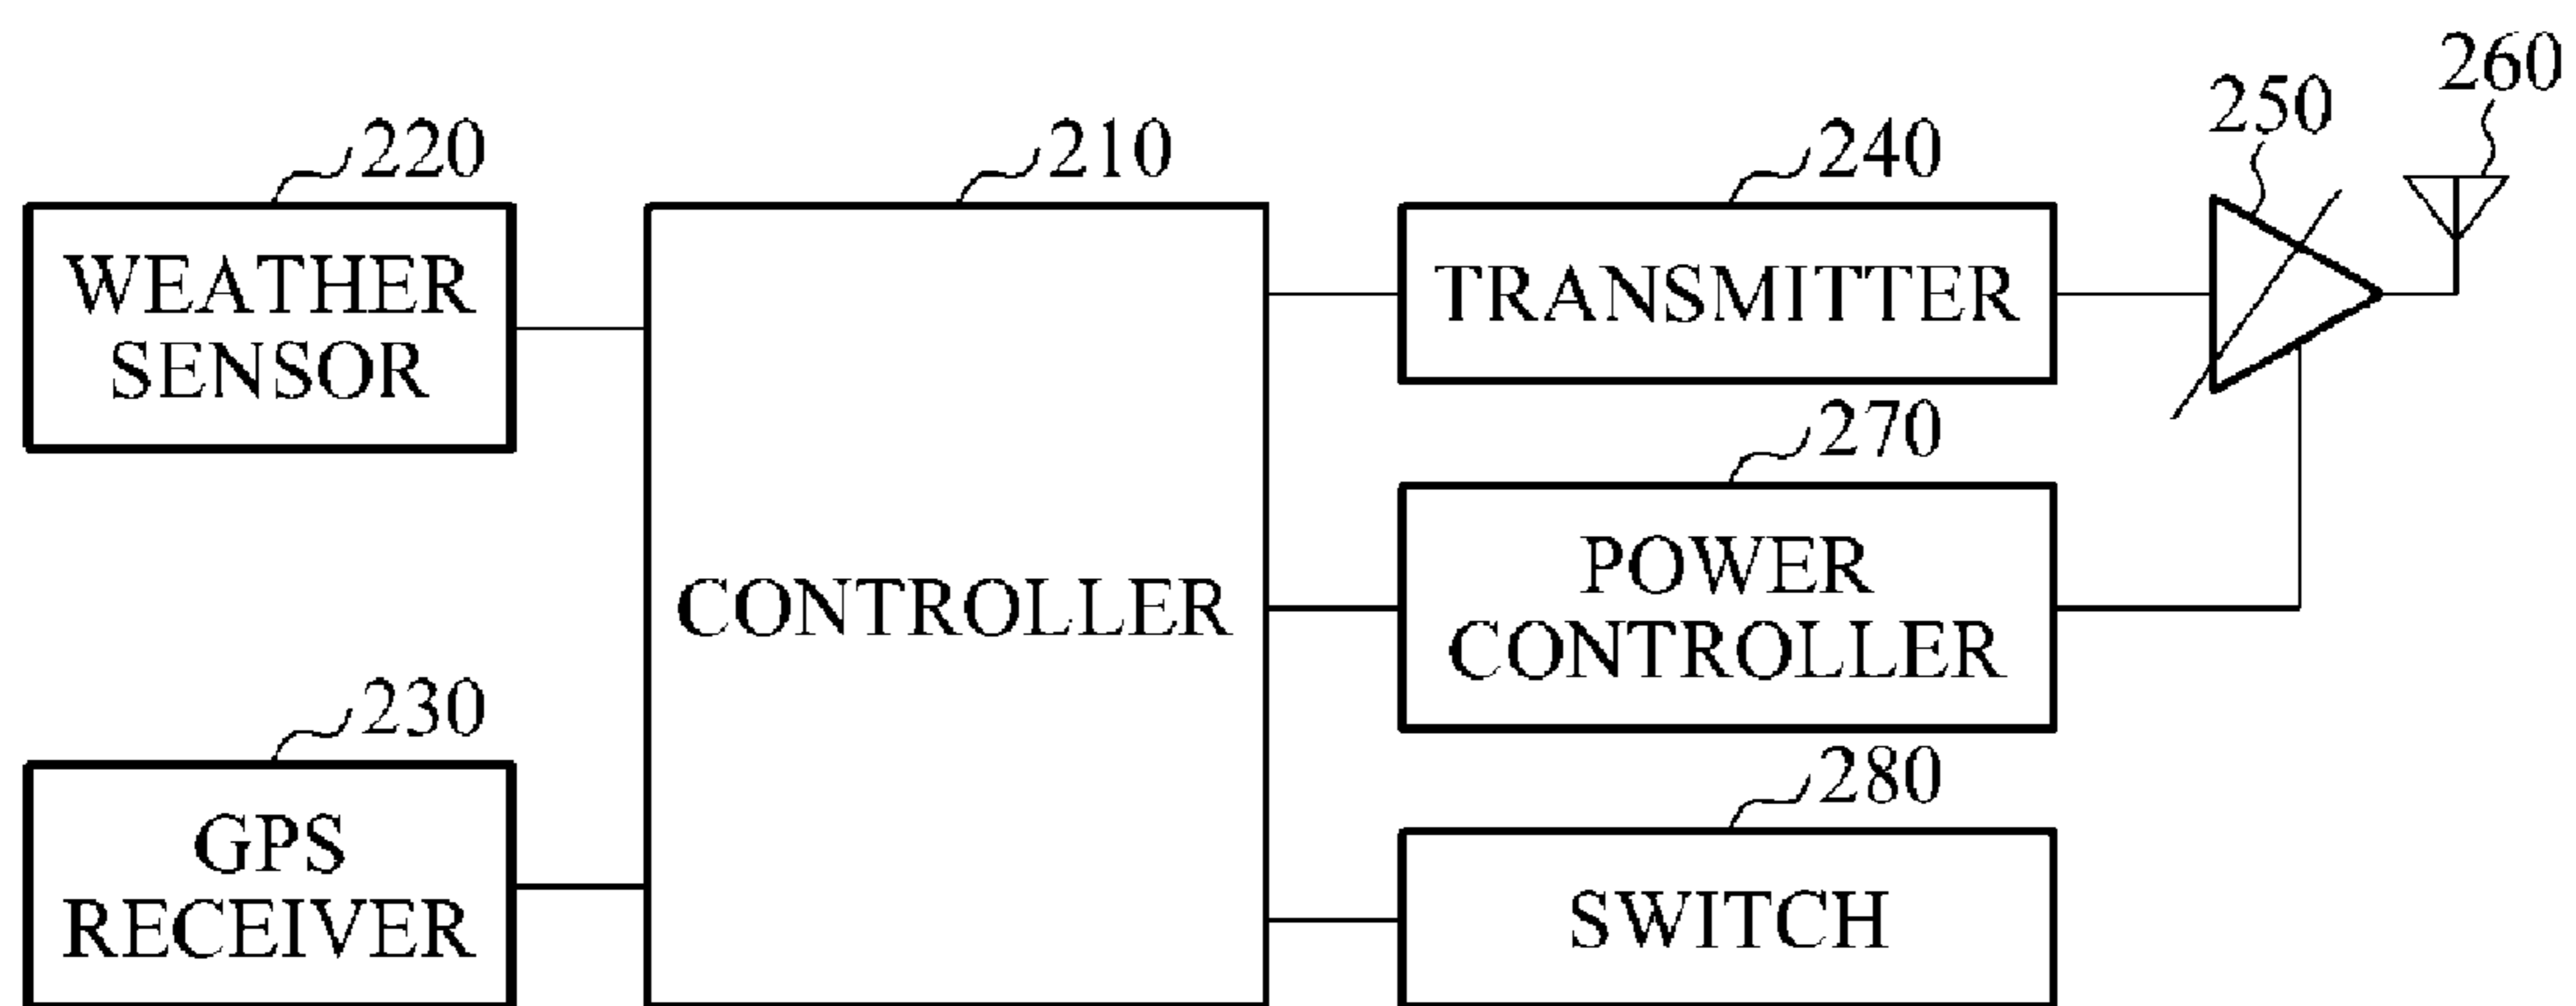 260
250
220
210
240
WEATHER
SENSOR
TRANSMITTER
270
POWER
CONTROLLER
CONTROLLER
230
280
GPS
RECEIVER
SWITCH